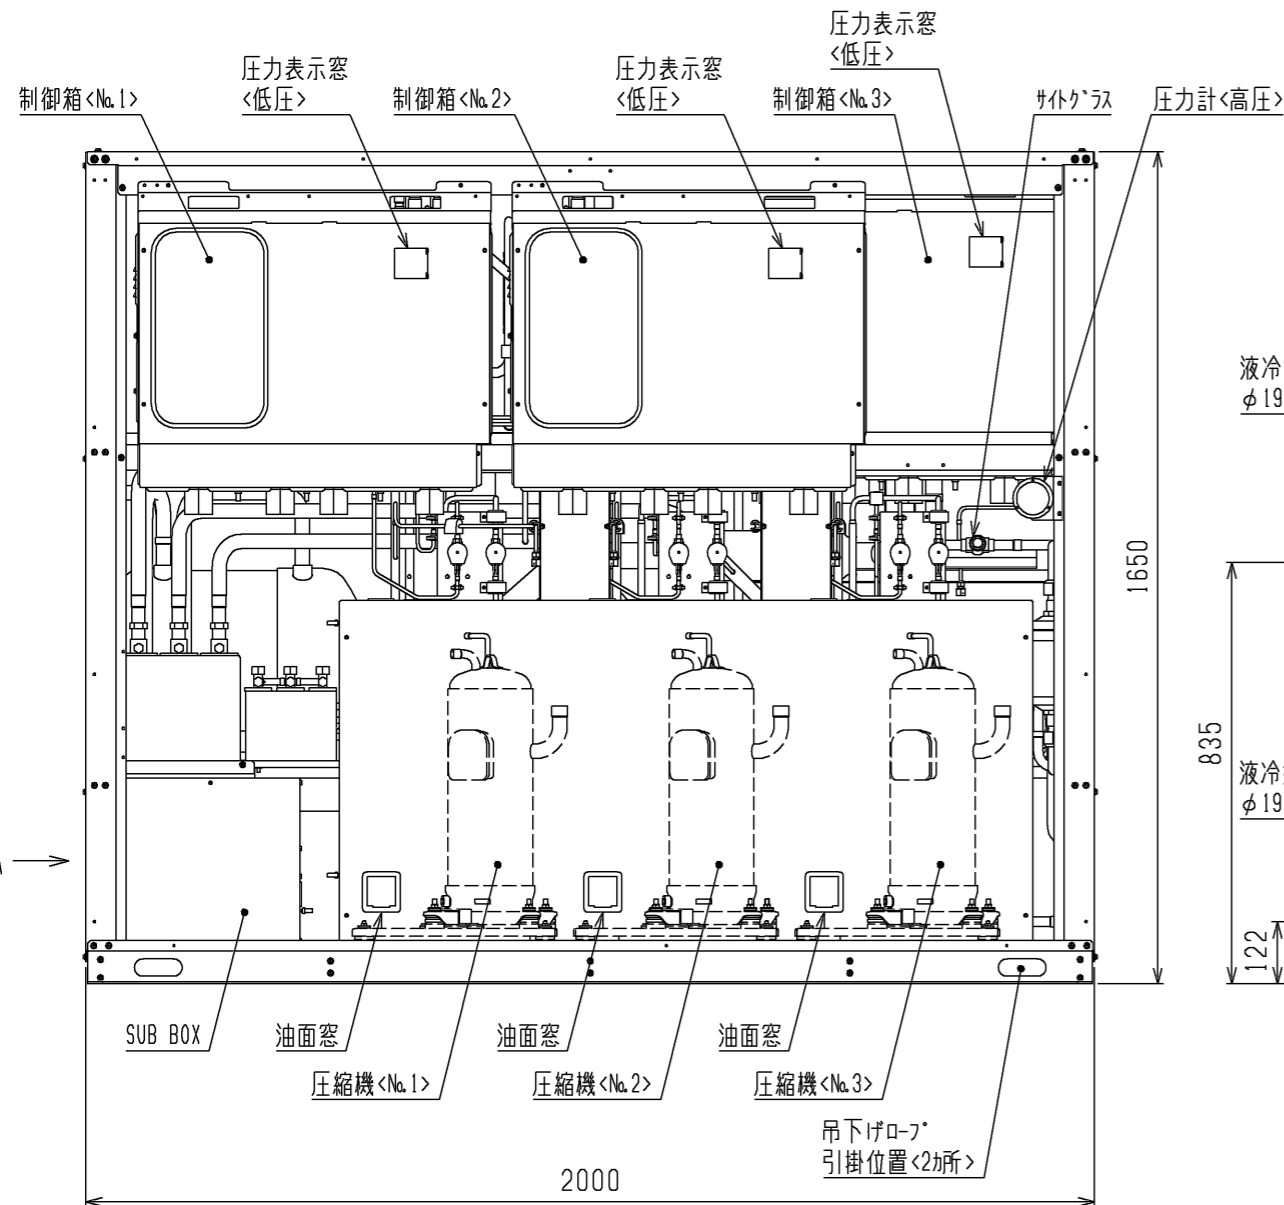 圧力表示窓
<低圧>
圧力表示窓
<低圧>
圧力表示窓
<低圧>
制御箱<No.1>
制御箱<No.2>
制御箱<No.3>
サイトグラス
圧力計<高圧>
液冷
φ19
1650
835
液冷
φ19
122
SUB BOX
油面窓
油面窓
油面窓
圧縮機<No.1>
圧縮機<No.2>
圧縮機<No.3>
吊下げロープ
引掛位置<2カ所>
2000